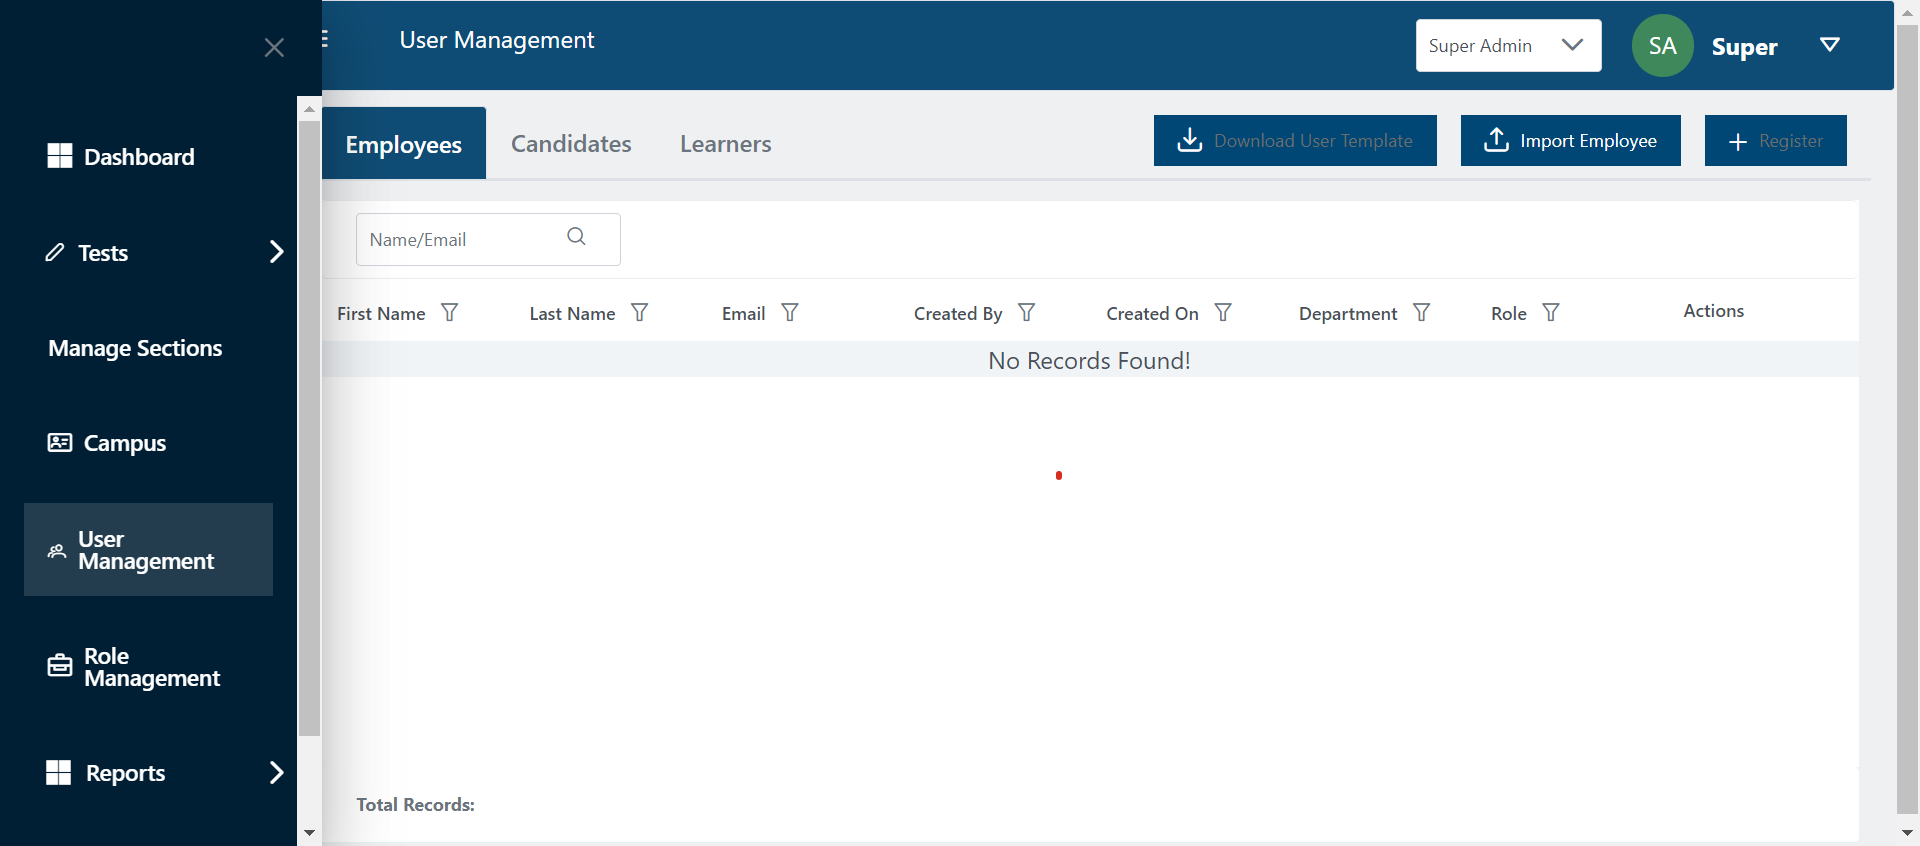 User Management
Super Admin
SA
Super
Dashboard
Tests
Manage Sections
Campus
User
Management
Role
Management
Reports
Employees
Candidates
Learners
Download User Template
Import Employee
Register
Name/Email
First Name
Last Name
Email
Created By
Created On
Department
Role
Actions
No Records Found!
Total Records: